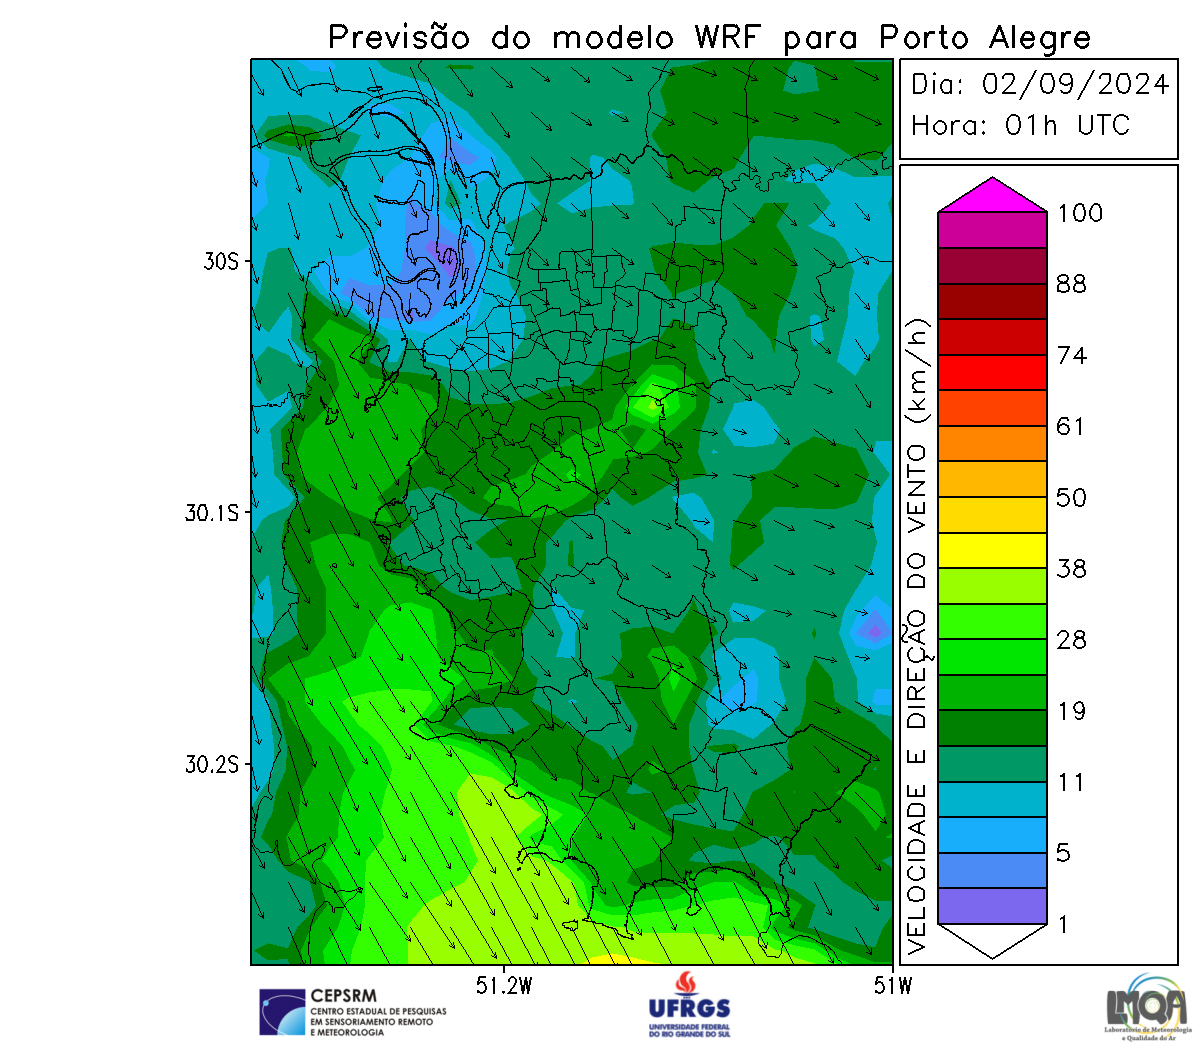 Previsão do modelo WRF para Porto Alegre
Dia: 02/09/2024
Hora: 01h UTC
VELOCIDADE E DIREÇÃO DO VENTO (km/h)
100
88
74
61
50
38
28
19
11
5
1
30S
30.1S
30.2S
51.2W
51W
CEPSRM
CENTRO ESTADUAL DE PESQUISAS
EM SENSORIAMENTO REMOTO
E METEOROLOGIA
UFRGS
UNIVERSIDADE FEDERAL
DO RIO GRANDE DO SUL
LMQA
Laboratório de Meteorologia
e Qualidade do Ar